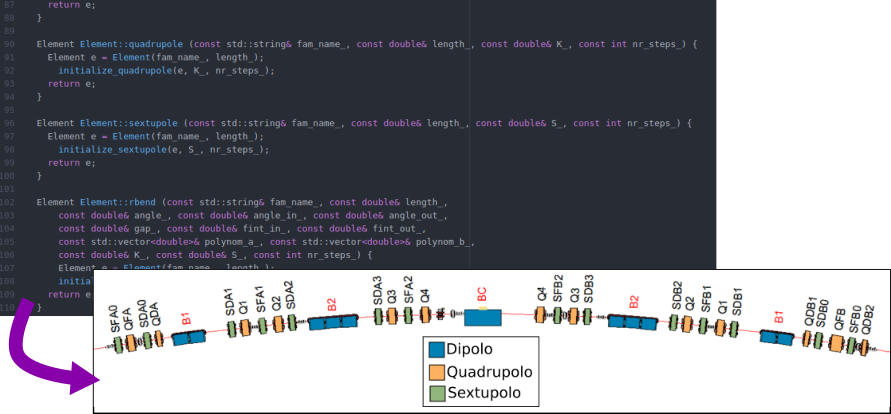 87 return e;
88 }
89
90 Element Element::quadrupole (const std::string& fam_name_, const double& length_, const double& K_, const int nr_steps_) {
91 Element e = Element(fam_name_, length_);
92 initialize_quadrupole(e, K_, nr_steps_);
93 return e;
94 }
95
96 Element Element::sextupole (const std::string& fam_name_, const double& length_, const double& S_, const int nr_steps_) {
97 Element e = Element(fam_name_, length_);
98 initialize_sextupole(e, S_, nr_steps_);
99 return e;
100 }
101
102 Element Element::rbend (const std::string& fam_name_, const double& length_,
103 const double& angle_, const double& angle_in_, const double& angle_out_,
104 const double& gap_, const double& fint_in_, const double& fint_out_,
105 const std::vector<double>& polynom_a_, const std::vector<double>& polynom_b_,
106 const double& K_, const double& S_, const int nr_steps_) {
107 Element e = Element(fam_name_, length_);
108 initia
109 return e
110 }
SFA0 QFA SDA0 QDA B1 SDA1 Q1 SFA1 Q2 SDA2 B2 SDA3 Q3 SFA2 Q4 BC Q4 SFB2 Q3 SDB3 B2 SDB2 Q2 SFB1 Q1 SDB1 B1 QDB1 SDB0 QFB SFB0 QDB2
Dipolo
Quadrupolo
Sextupolo